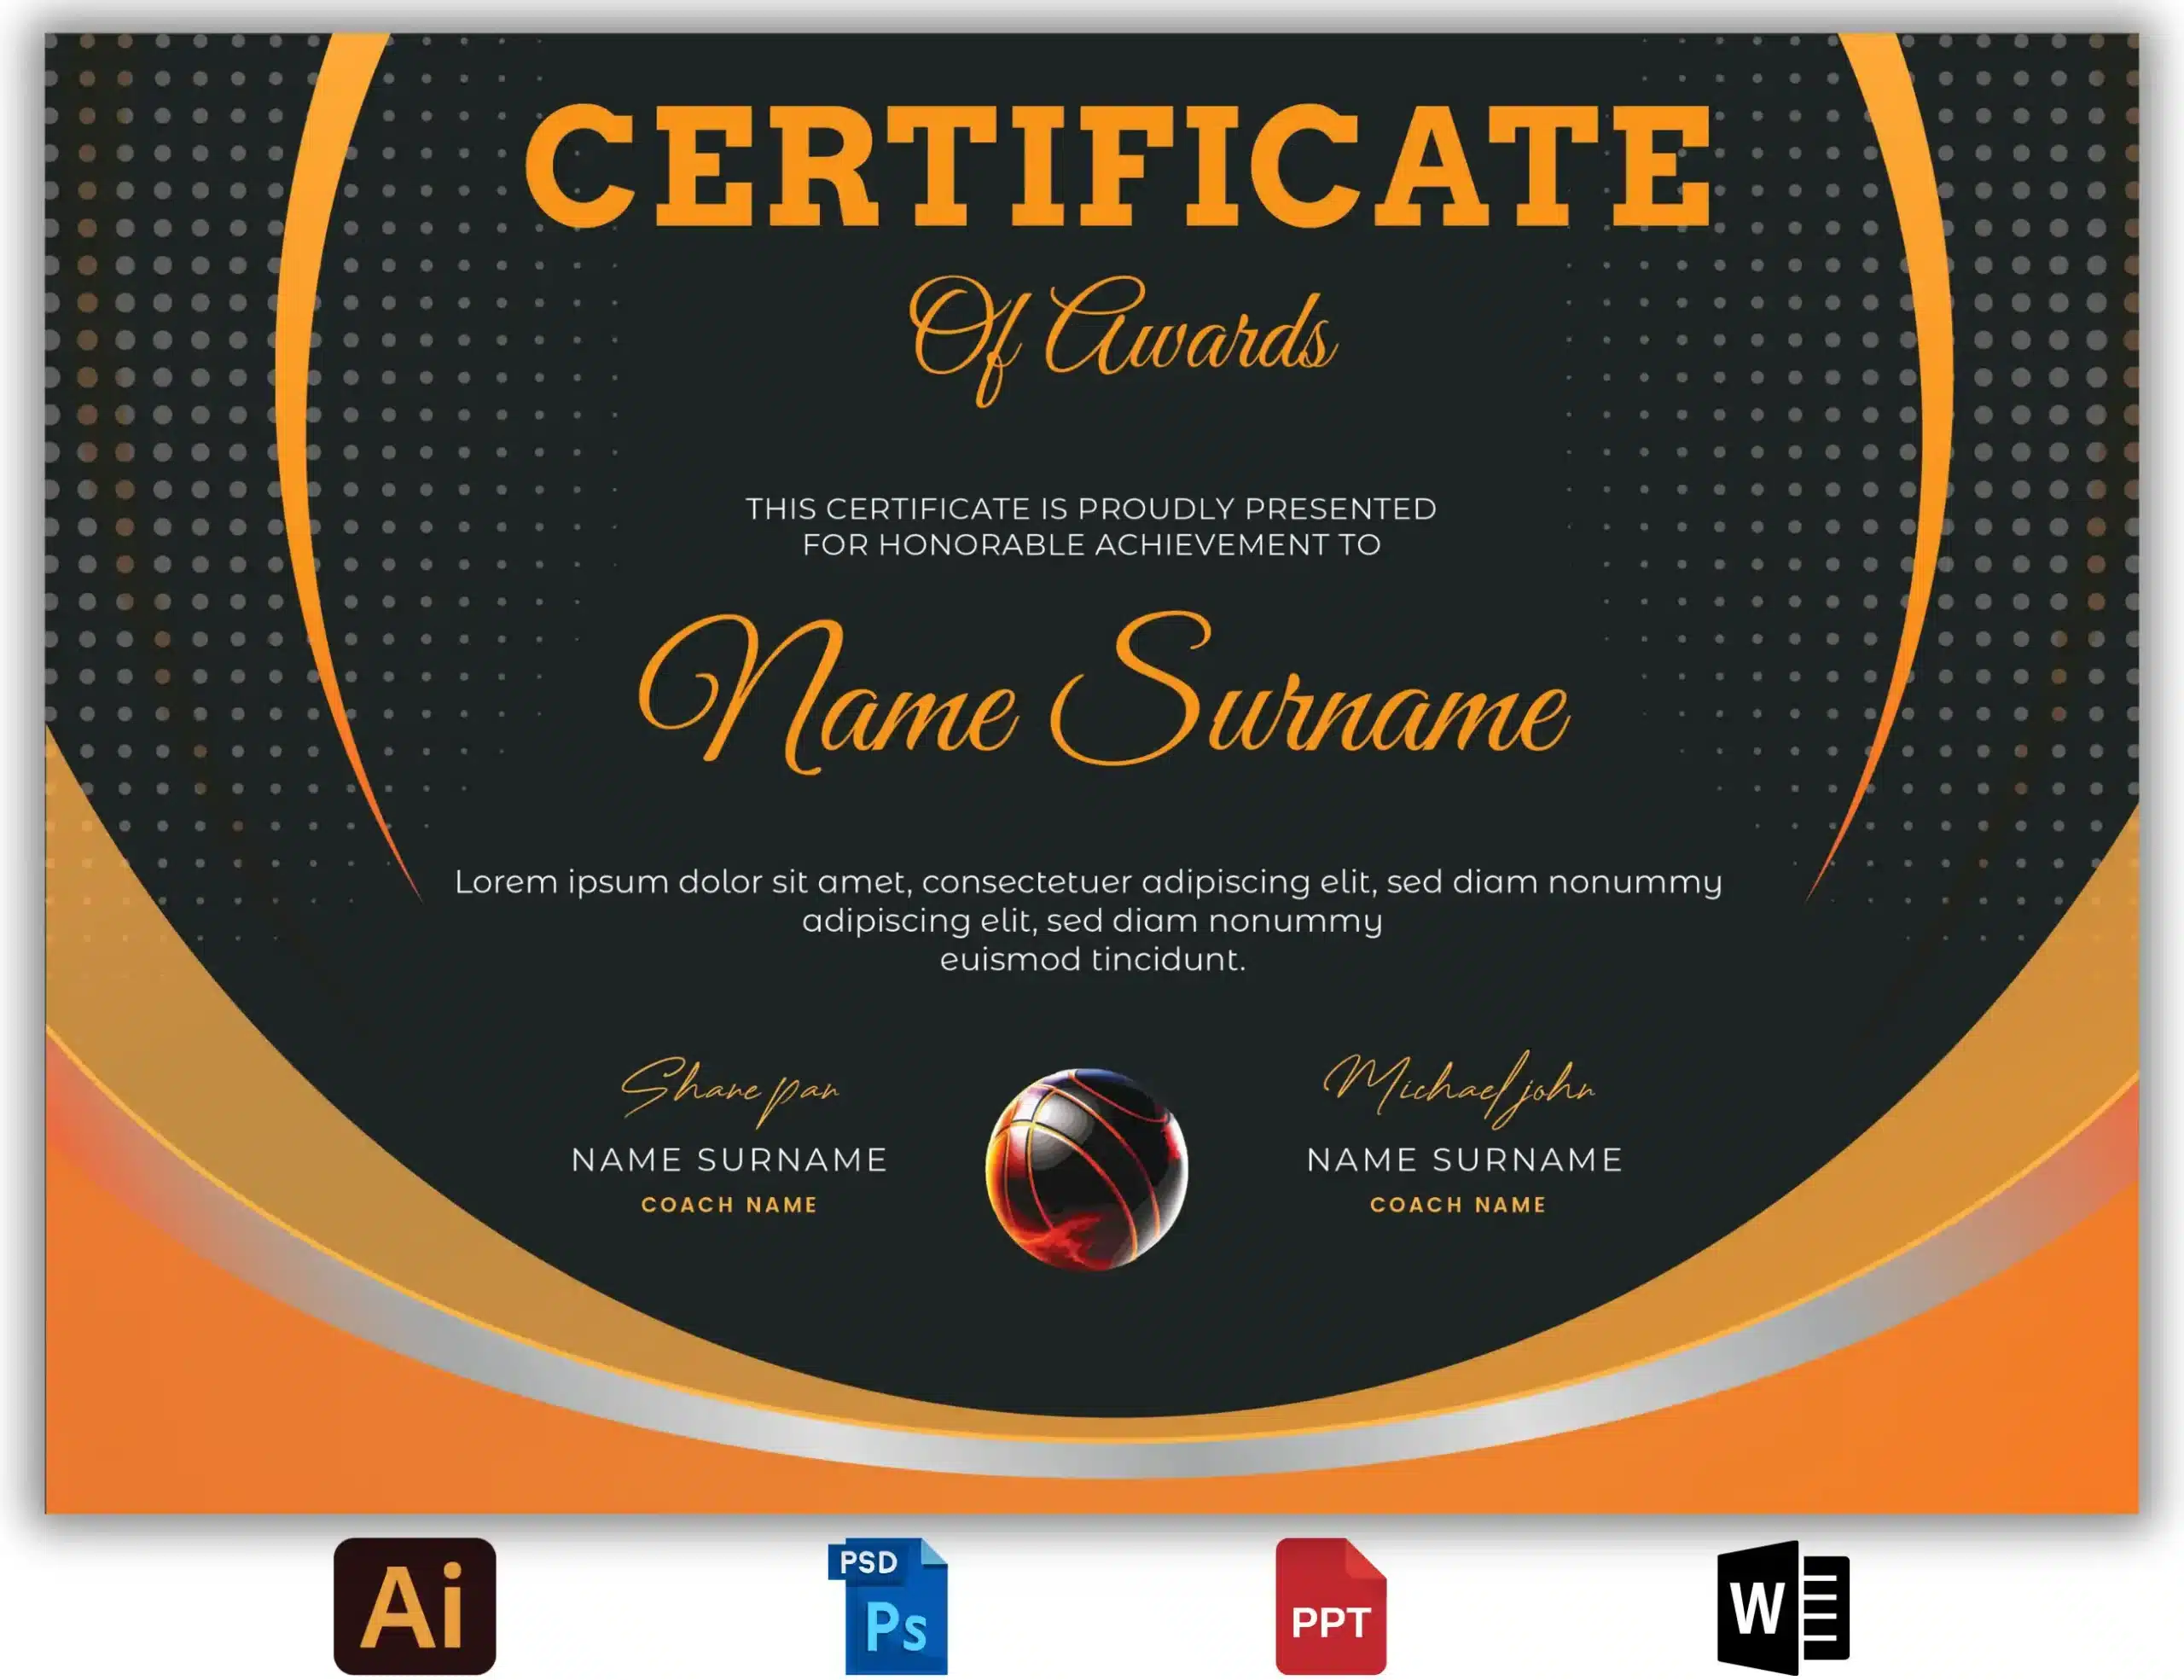 CERTIFICATE
Of Awards
THIS CERTIFICATE IS PROUDLY PRESENTED
FOR HONORABLE ACHIEVEMENT TO
Name Surname
Lorem ipsum dolor sit amet, consectetuer adipiscing elit, sed diam nonummy
adipiscing elit, sed diam nonummy
euismod tincidunt.
Shane pan
NAME SURNAME
COACH NAME
Michael john
NAME SURNAME
COACH NAME
Ai
PSD
Ps
PPT
W